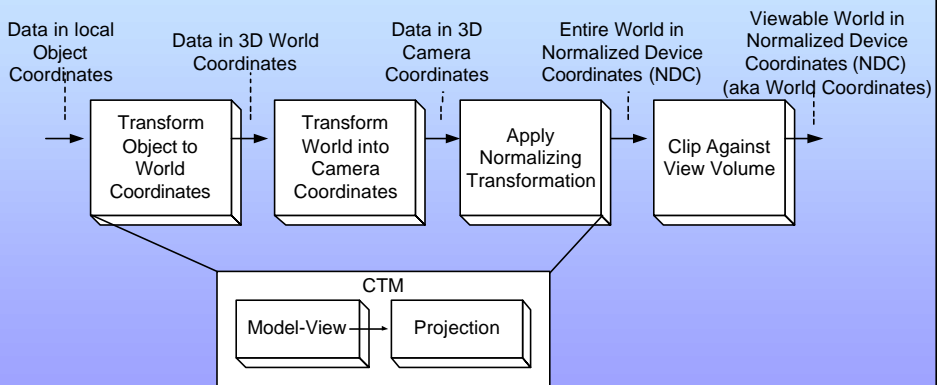 Data in local
Object
Coordinates
Data in 3D World
Coordinates
Data in 3D
Camera
Coordinates
Entire World in
Normalized Device
Coordinates (NDC)
Viewable World in
Normalized Device
Coordinates (NDC)
(aka World Coordinates)
Transform
Object to
World
Coordinates
Transform
World into
Camera
Coordinates
Apply
Normalizing
Transformation
Clip Against
View Volume
CTM
Model-View
Projection